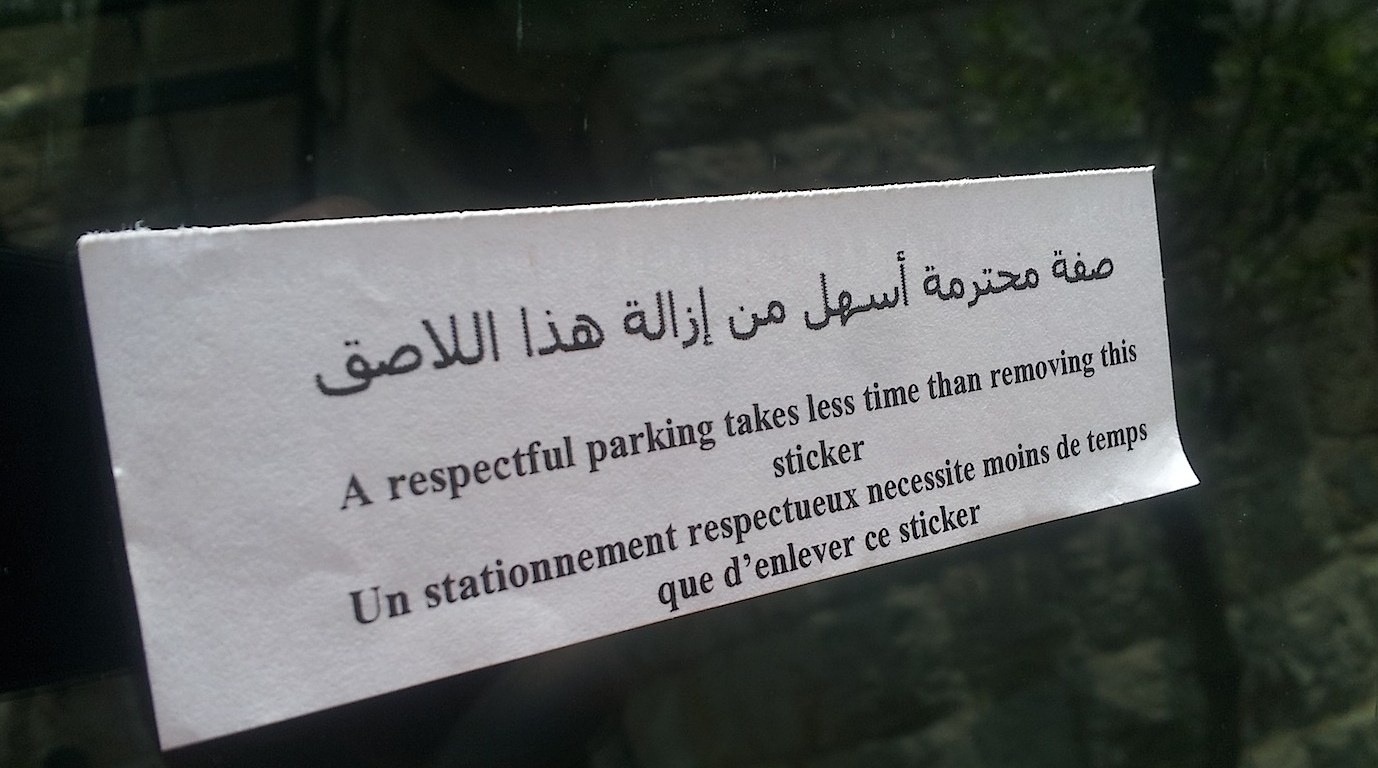 صفة محترمة أسهل من إزالة هذا اللاصق
A respectful parking takes less time than removing this
sticker
Un stationnement respectueux necessite moins de temps
que d’enlever ce sticker